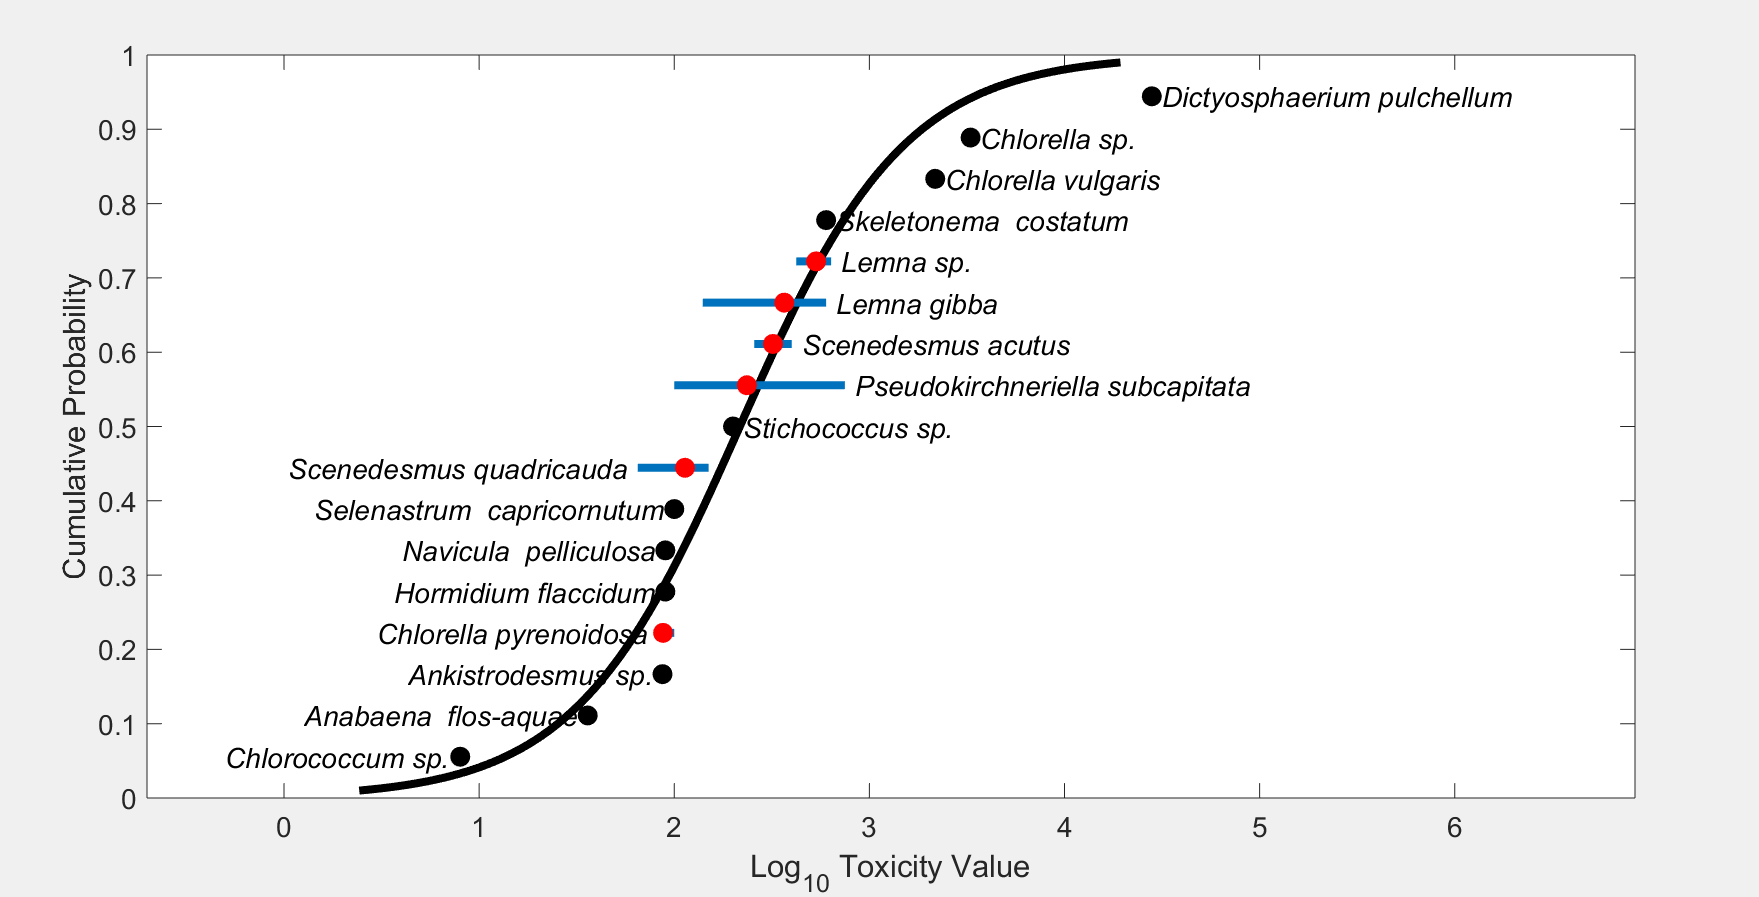 1
0.9
0.8
0.7
0.6
0.5
0.4
0.3
0.2
0.1
0
Cumulative Probability
Dictyosphaerium pulchellum
Chlorella sp.
Chlorella vulgaris
Skeletonema  costatum
Lemna sp.
Lemna gibba
Scenedesmus acutus
Pseudokirchneriella subcapitata
Stichococcus sp.
Scenedesmus quadricauda
Selenastrum  capricornutum
Navicula  pelliculosa
Hormidium flaccidum
Chlorella pyrenoidosa
Ankistrodesmus sp.
Anabaena  flos-aquae
Chlorococcum sp.
0 1 2 3 4 5 6
Log10 Toxicity Value